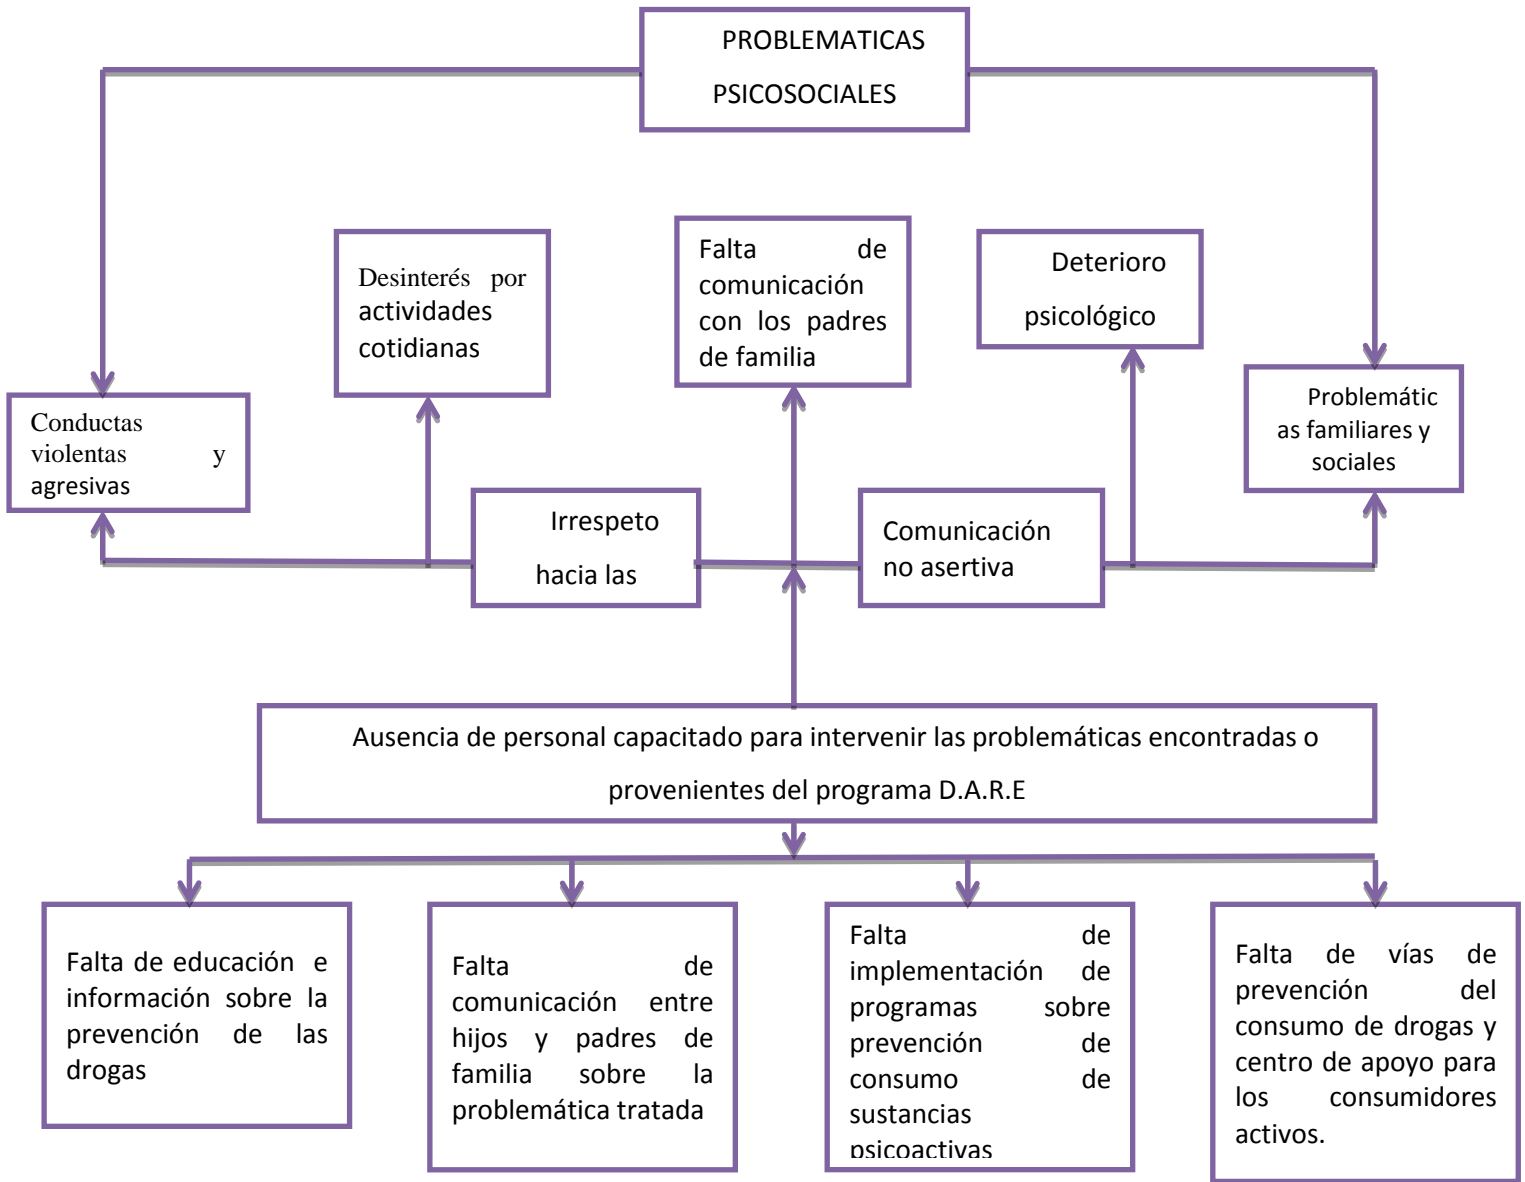 PROBLEMATICAS
PSICOSOCIALES
Desinterés por
actividades
cotidianas
Falta de
comunicación
con los padres
de familia
Deterioro
psicológico
Conductas
violentas y
agresivas
Problemátic
as familiares y
sociales
Irrespeto
hacia las
Comunicación
no asertiva
Ausencia de personal capacitado para intervenir las problemáticas encontradas o
provenientes del programa D.A.R.E
Falta de educación e
información sobre la
prevención de las
drogas
Falta de
comunicación entre
hijos y padres de
familia sobre la
problemática tratada
Falta de
implementación de
programas sobre
prevención de
consumo de
sustancias
psicoactivas
Falta de vías de
prevención del
consumo de drogas y
centro de apoyo para
los consumidores
activos.